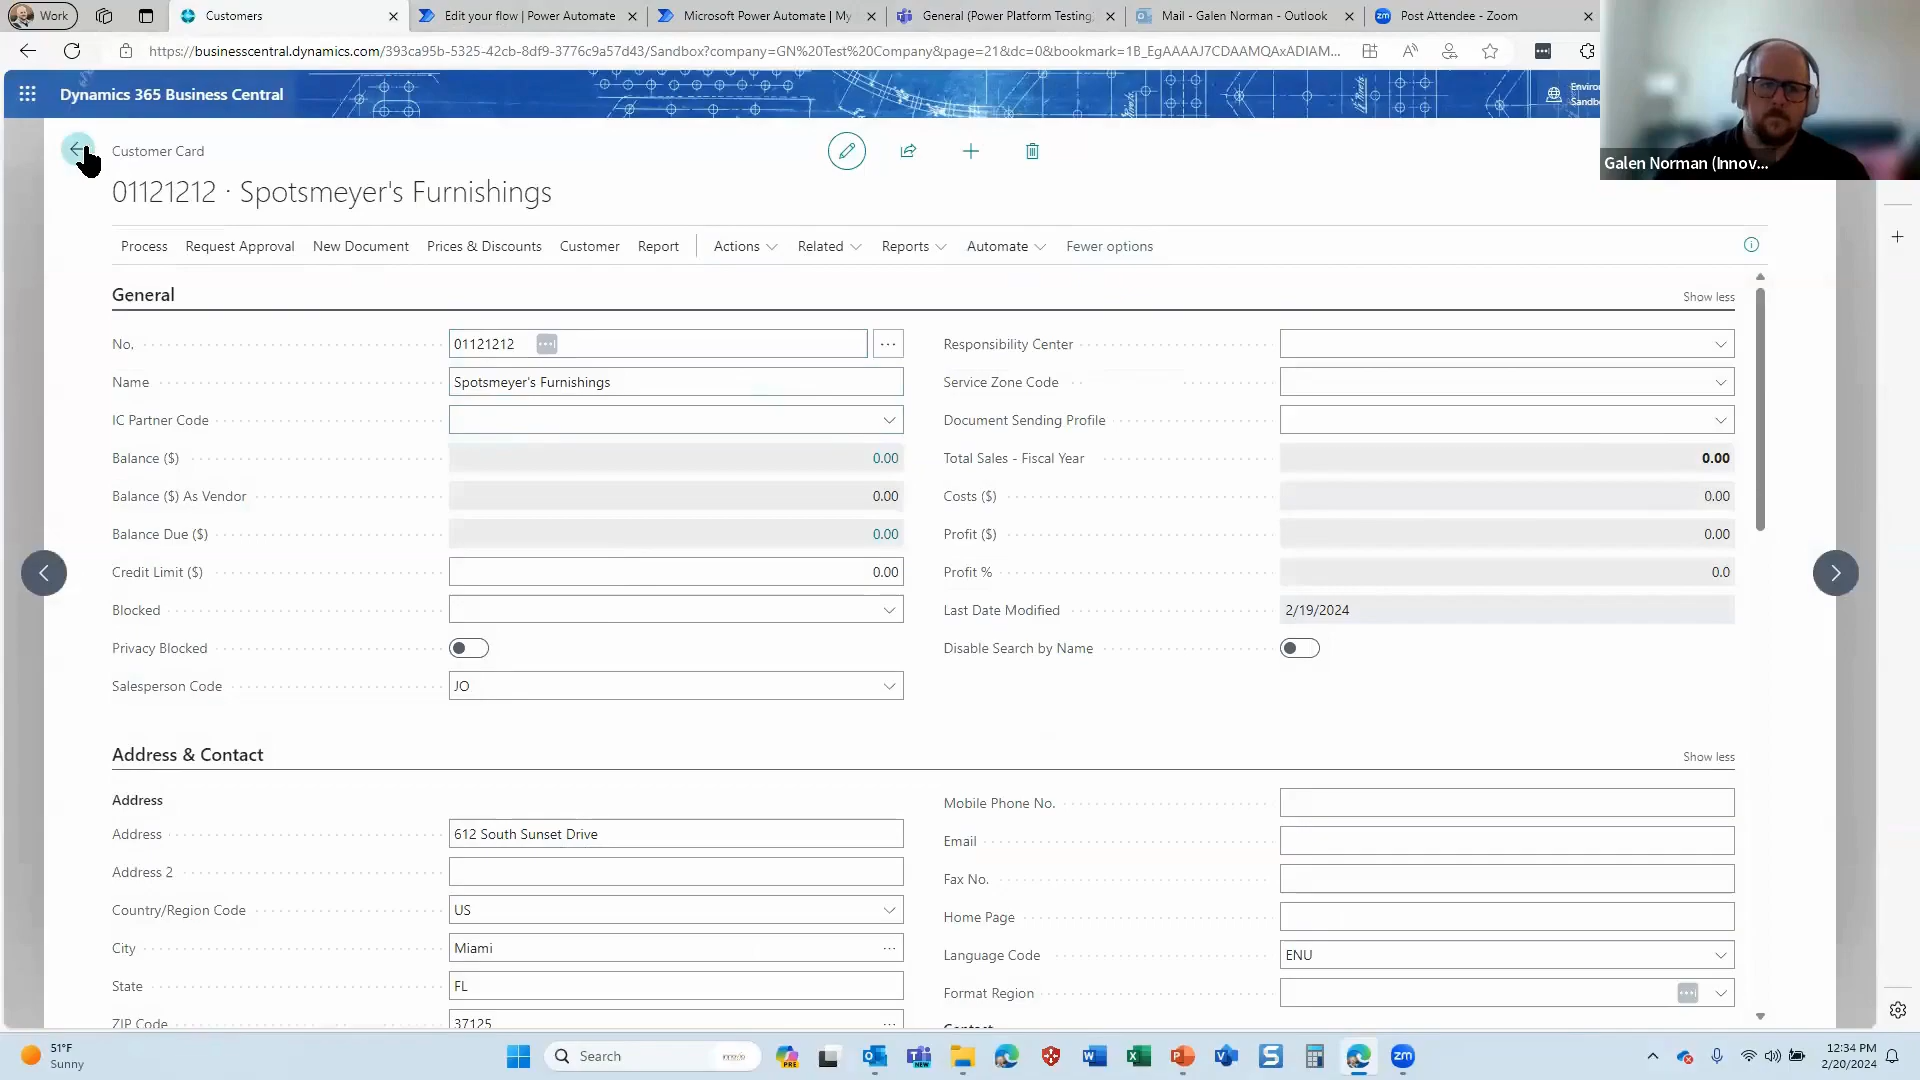 Work
Customers
Edit your flow | Power Automate
Microsoft Power Automate | My
General (Power Platform Testing
Mail - Galen Norman - Outlook
Post Attendee - Zoom
https://businesscentral.dynamics.com/393ca95b-5325-42cb-8df9-3776c9a57d43/Sandbox?company=GN%20Test%20Company&page=21&dc=0&bookmark=1B_EgAAAAJ7CDAAMQAxADIAM...
Dynamics 365 Business Central
Enviro
Sandbo
Galen Norman (Innov...
Customer Card
01121212 · Spotsmeyer's Furnishings
Process Request Approval New Document Prices & Discounts Customer Report Actions Related Reports Automate Fewer options
General
Show less
No. 01121212
Responsibility Center
Name Spotsmeyer's Furnishings
Service Zone Code
IC Partner Code
Document Sending Profile
Balance ($) 0.00
Total Sales - Fiscal Year 0.00
Balance ($) As Vendor 0.00
Costs ($) 0.00
Balance Due ($) 0.00
Profit ($) 0.00
Credit Limit ($) 0.00
Profit % 0.0
Blocked
Last Date Modified 2/19/2024
Privacy Blocked
Disable Search by Name
Salesperson Code JO
Address & Contact
Show less
Address
Mobile Phone No.
Address 612 South Sunset Drive
Email
Address 2
Fax No.
Country/Region Code US
Home Page
City Miami
Language Code ENU
State FL
Format Region
ZIP Code 37125
Contact
51°F
Sunny
Search
PRE
NEW
12:34 PM
2/20/2024